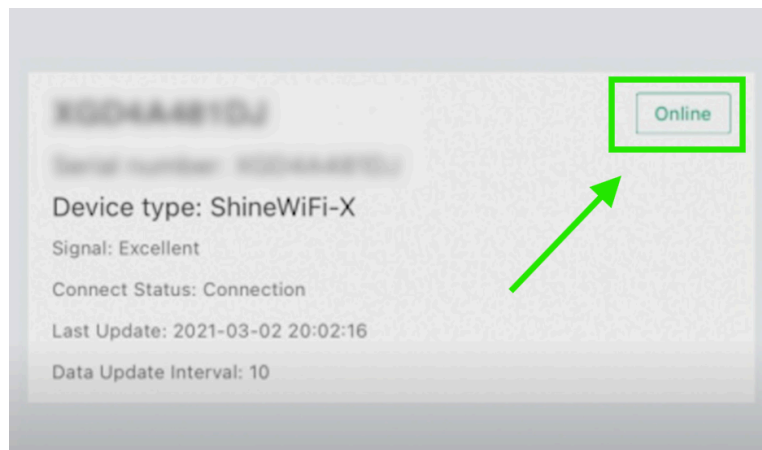 Online
Device type: ShineWiFi-X
Signal: Excellent
Connect Status: Connection
Last Update: 2021-03-02 20:02:16
Data Update Interval: 10